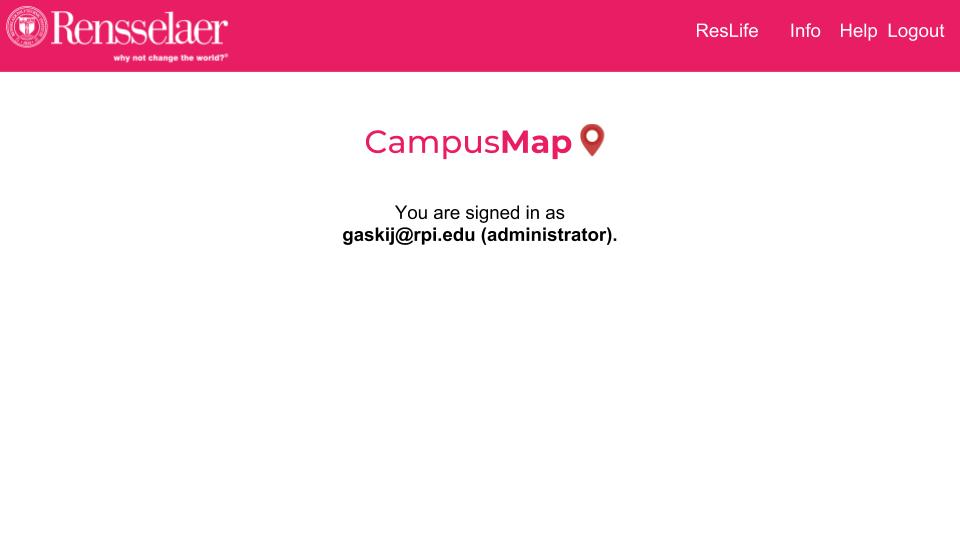 Rensselaer
why not change the world?®
ResLife Info Help Logout
CampusMap
You are signed in as
gaskij@rpi.edu (administrator).